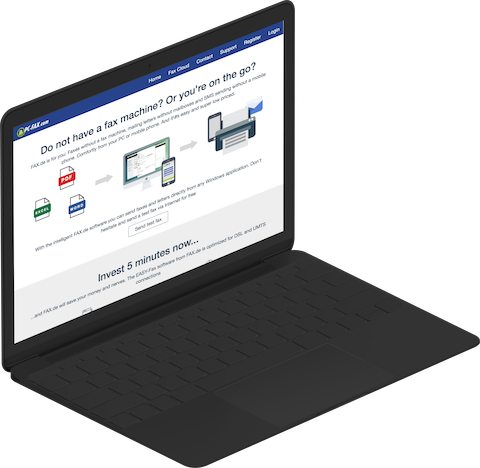 PC-FAX.com
Home Fax Cloud Contact Support Register Login
Do not have a fax machine? Or you're on the go?
FAX.de is for you. Faxes without a fax machine, mailing letters without mailboxes and SMS sending without a mobile
phone. Comfortably from your PC or mobile phone. And it's easy and super low priced.
PDF
EXCEL
WORD
With the intelligent FAX.de software you can send faxes and letters directly from any Windows application. Don't
hesitate and send a test fax via Internet for free
Send test fax
Invest 5 minutes now...
...and FAX.de will save your money and nerves. The EASY-Fax software from FAX.de is optimized for DSL and UMTS
connections